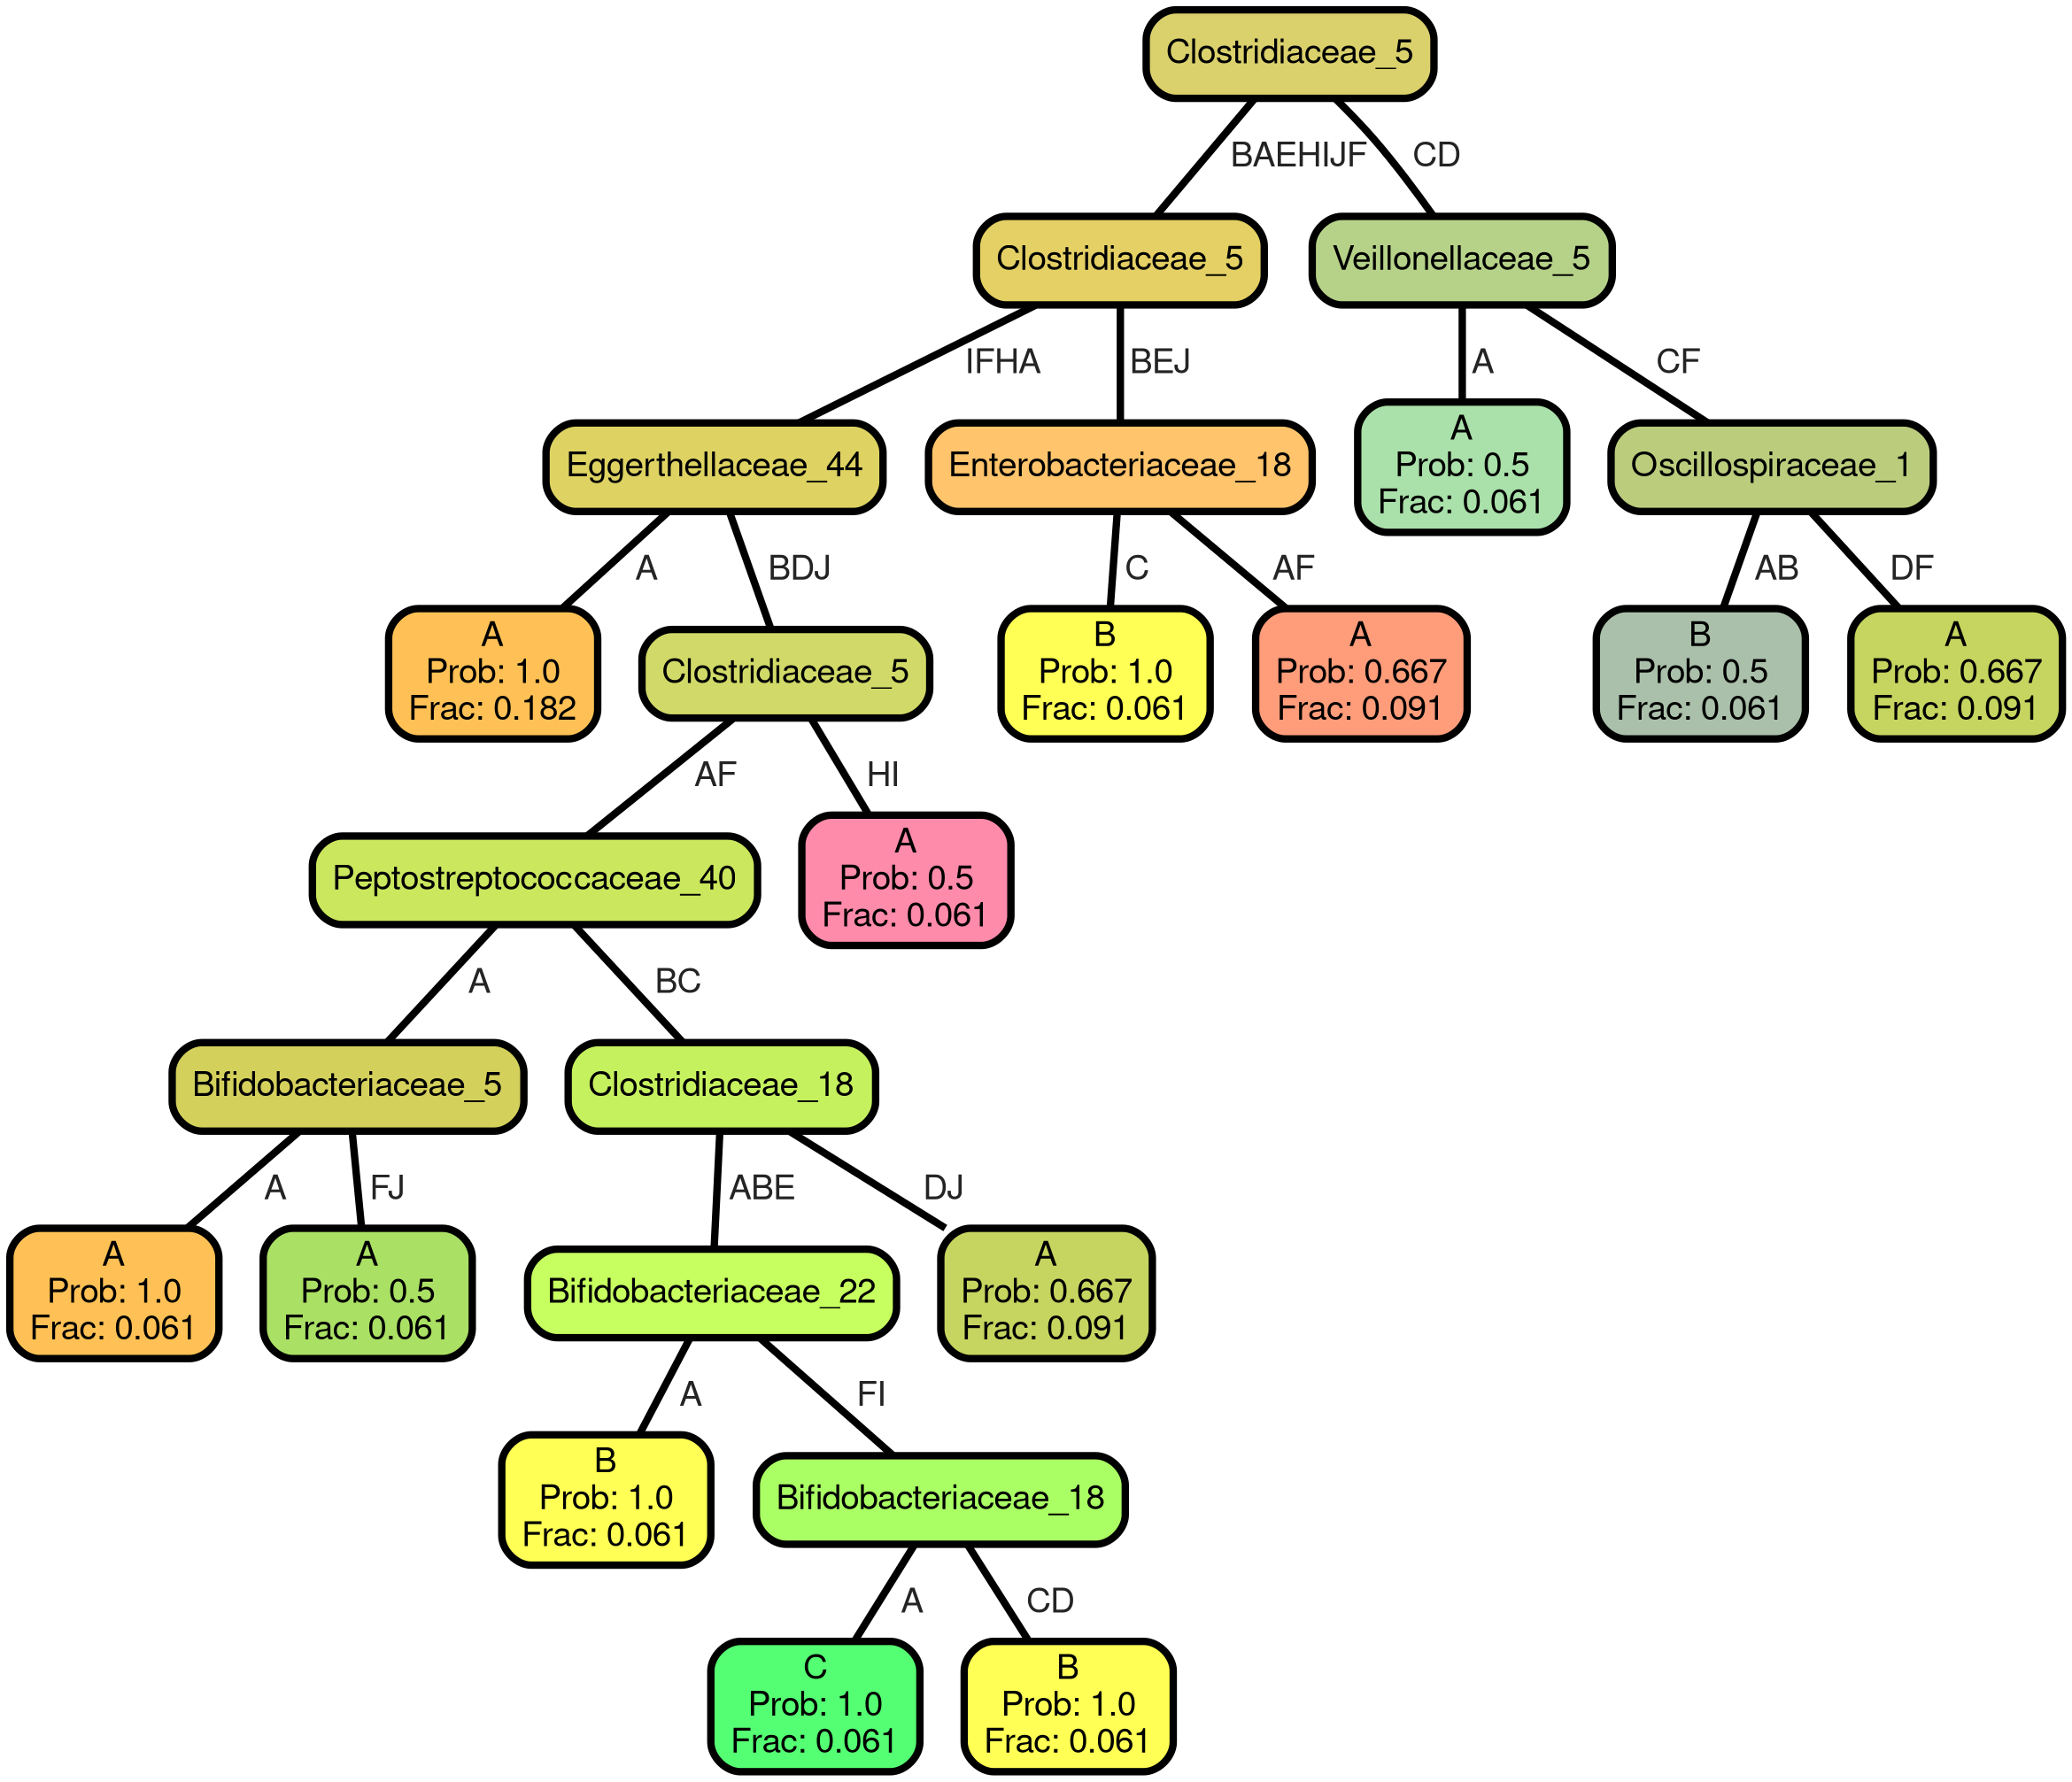 Clostridiaceae_5
BAEHIJF
CD
Clostridiaceae_5
Veillonellaceae_5
IFHA
BEJ
A
CF
Eggerthellaceae_44
Enterobacteriaceae_18
A
Prob: 0.5
Frac: 0.061
Oscillospiraceae_1
A
BDJ
C
AF
AB
DF
A
Prob: 1.0
Frac: 0.182
Clostridiaceae_5
B
Prob: 1.0
Frac: 0.061
A
Prob: 0.667
Frac: 0.091
B
Prob: 0.5
Frac: 0.061
A
Prob: 0.667
Frac: 0.091
AF
HI
Peptostreptococcaceae_40
A
Prob: 0.5
Frac: 0.061
A
BC
Bifidobacteriaceae_5
Clostridiaceae_18
A
FJ
ABE
DJ
A
Prob: 1.0
Frac: 0.061
A
Prob: 0.5
Frac: 0.061
Bifidobacteriaceae_22
A
Prob: 0.667
Frac: 0.091
A
FI
B
Prob: 1.0
Frac: 0.061
Bifidobacteriaceae_18
A
CD
C
Prob: 1.0
Frac: 0.061
B
Prob: 1.0
Frac: 0.061